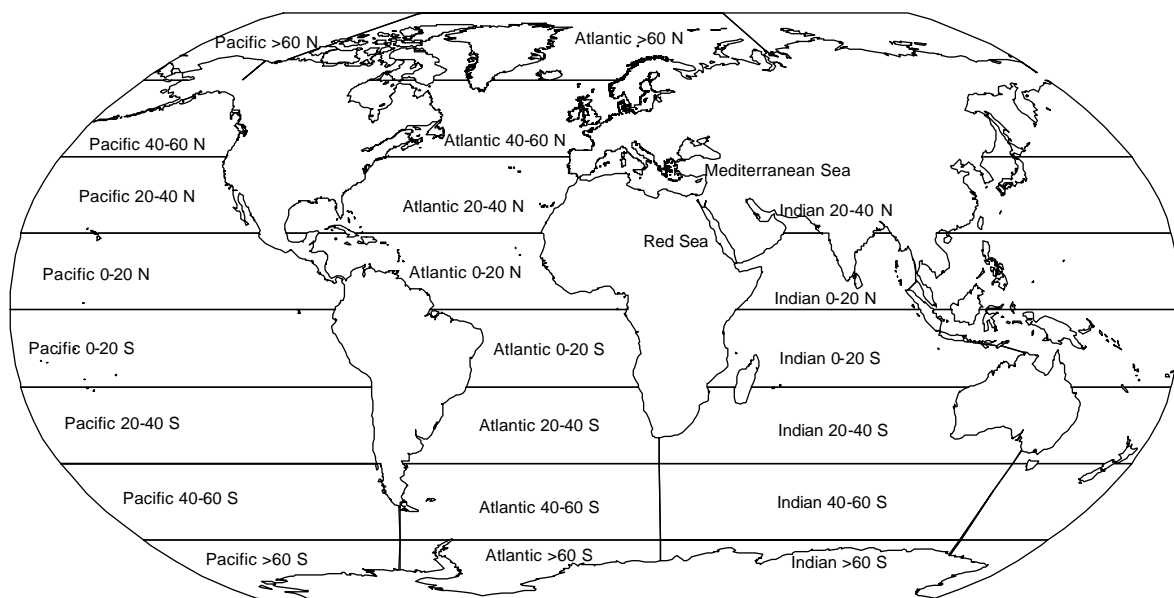 Pacific >60 N
Atlantic >60 N
Pacific 40-60 N
Atlantic 40-60 N
Mediterranean Sea
Pacific 20-40 N
Atlantic 20-40 N
Indian 20-40 N
Red Sea
Pacific 0-20 N
Atlantic 0-20 N
Indian 0-20 N
Pacific 0-20 S
Atlantic 0-20 S
Indian 0-20 S
Pacific 20-40 S
Atlantic 20-40 S
Indian 20-40 S
Pacific 40-60 S
Atlantic 40-60 S
Indian 40-60 S
Pacific >60 S
Atlantic >60 S
Indian >60 S